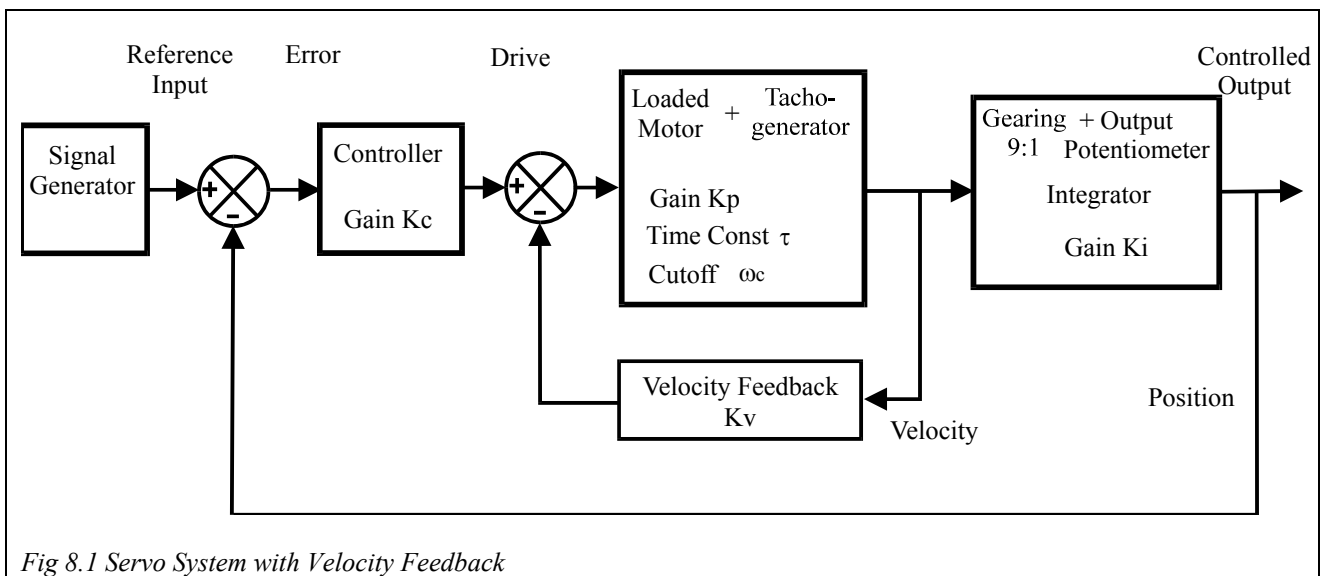 Reference
Input
Error
Drive
Controlled
Output
Signal
Generator
+
-
Controller
Gain Kc
+
-
Loaded
Motor
+
Tacho-
generator
Gain Kp
Time Const τ
Cutoff ωc
Gearing
9:1
+ Output
Potentiometer
Integrator
Gain Ki
Velocity Feedback
Kv
Velocity
Position
Fig 8.1 Servo System with Velocity Feedback